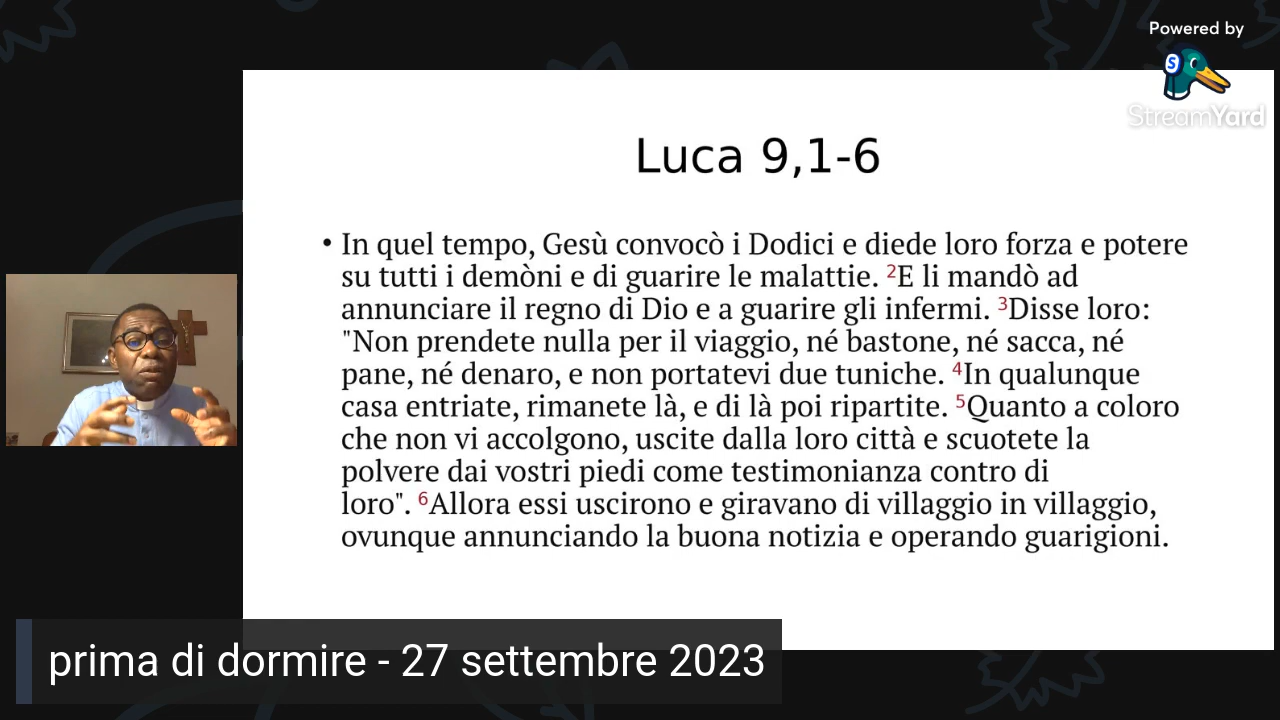 Powered by
StreamYard
Luca 9,1-6
• In quel tempo, Gesù convocò i Dodici e diede loro forza e potere
su tutti i demòni e di guarire le malattie. 2E li mandò ad
annunciare il regno di Dio e a guarire gli infermi. 3Disse loro:
"Non prendete nulla per il viaggio, né bastone, né sacca, né
pane, né denaro, e non portatevi due tuniche. 4In qualunque
casa entriate, rimanete là, e di là poi ripartite. 5Quanto a coloro
che non vi accolgono, uscite dalla loro città e scuotete la
polvere dai vostri piedi come testimonianza contro di
loro". 6Allora essi uscirono e giravano di villaggio in villaggio,
ovunque annunciando la buona notizia e operando guarigioni.
prima di dormire - 27 settembre 2023